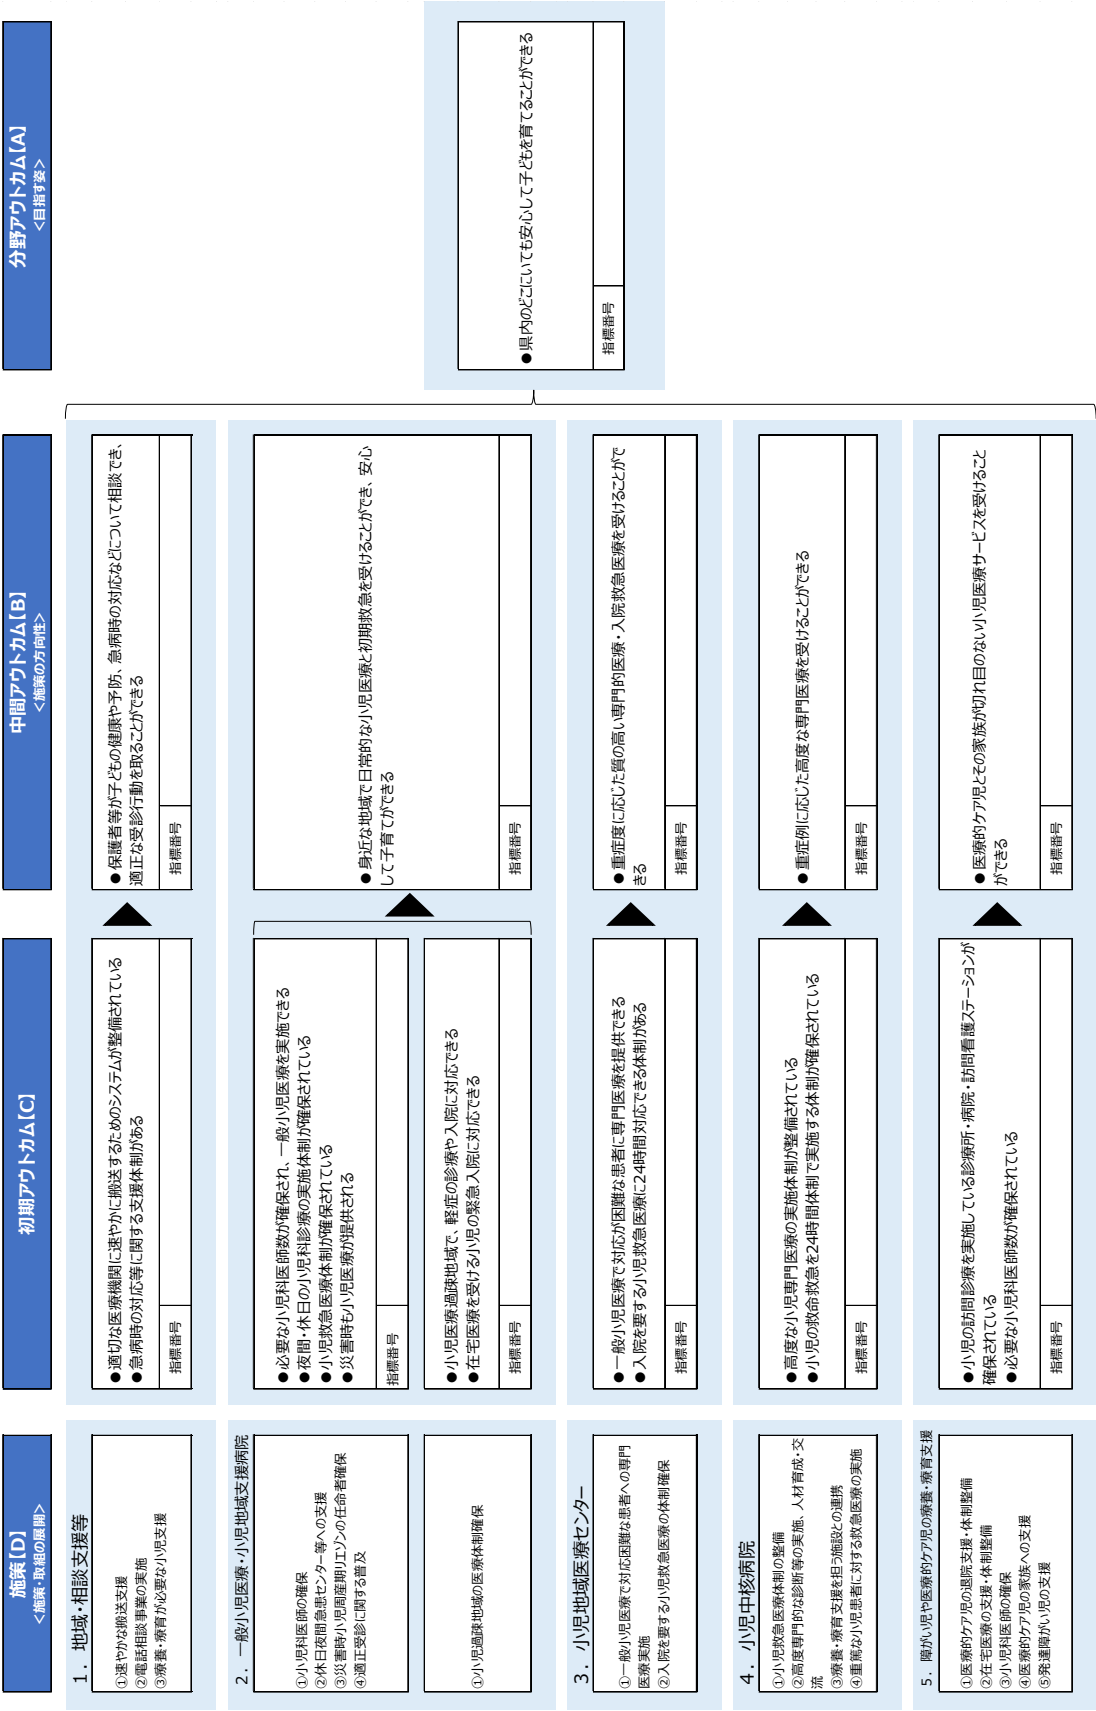 施策【D】
<施策・取組の展開>
初期アウトカム【C】
中間アウトカム【B】
<施策の方向性>
分野アウトカム【A】
<目指す姿>
1．地域・相談支援等
①速やかな搬送支援
②電話相談事業の実施
③療養・療育が必要な小児支援
●適切な医療機関に速やかに搬送するためのシステムが整備されている
●急病時の対応等に関する支援体制がある
指標番号
●保護者等が子どもの健康や予防、急病時の対応などについて相談でき、
適正な受診行動を取ることができる
指標番号
2．一般小児医療・小児地域支援病院
①小児科医師の確保
②休日夜間急患センター等への支援
③災害時小児周産期リエゾンの任命者確保
④適正受診に関する普及
●必要な小児科医師数が確保され、一般小児医療を実施できる
●夜間・休日の小児科診療の実施体制が確保されている
●小児救急医療体制が確保されている
●災害時も小児医療が提供される
指標番号
①小児過疎地域の医療体制確保
●小児医療過疎地域で、軽症の診療や入院に対応できる
●在宅医療を受ける小児の緊急入院に対応できる
指標番号
●身近な地域で日常的な小児医療と初期救急を受けることができ、安心
して子育てができる
指標番号
3．小児地域医療センター
①一般小児医療で対応困難な患者への専門
医療実施
②入院を要する小児救急医療の体制確保
●一般小児医療で対応が困難な患者に専門医療を提供できる
●入院を要する小児救急医療に24時間対応できる体制がある
指標番号
●重症度に応じた質の高い専門的医療・入院救急医療を受けることがで
きる
指標番号
4．小児中核病院
①小児救急医療体制の整備
②高度専門的な診断等の実施、人材育成・交
流
③療養・療育支援を担う施設との連携
④重篤な小児患者に対する救急医療の実施
●高度な小児専門医療の実施体制が整備されている
●小児の救命救急を24時間体制で実施する体制が確保されている
指標番号
●重症例に応じた高度な専門医療を受けることができる
指標番号
5．障がい児や医療的ケア児の療養・療育支援
①医療的ケア児の退院支援・体制整備
②在宅医療の支援・体制整備
③小児科医師の確保
④医療的ケア児の家族への支援
⑤発達障がい児の支援
●小児の訪問診療を実施している診療所・病院・訪問看護ステーションが
確保されている
●必要な小児科医師数が確保されている
指標番号
●医療的ケア児とその家族が切れ目のない小児医療サービスを受けること
ができる
指標番号
●県内のどこにいても安心して子どもを育てることができる
指標番号